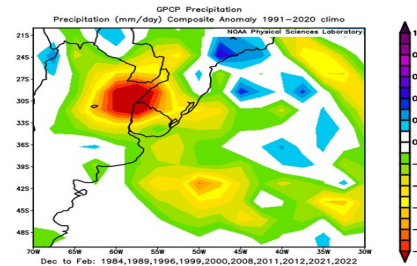 GPCP Precipitation
Precipitation (mm/day) Composite Anomaly 1991−2020 climo
NOAA Physical Sciences Laboratory
21S
24S
27S
30S
33S
36S
39S
42S
45S
48S
70W 65W 60W 55W 50W 45W 40W 35W 30W
Dec to Feb: 1984,1989,1996,1999,2000,2008,2011,2012,2021,2022